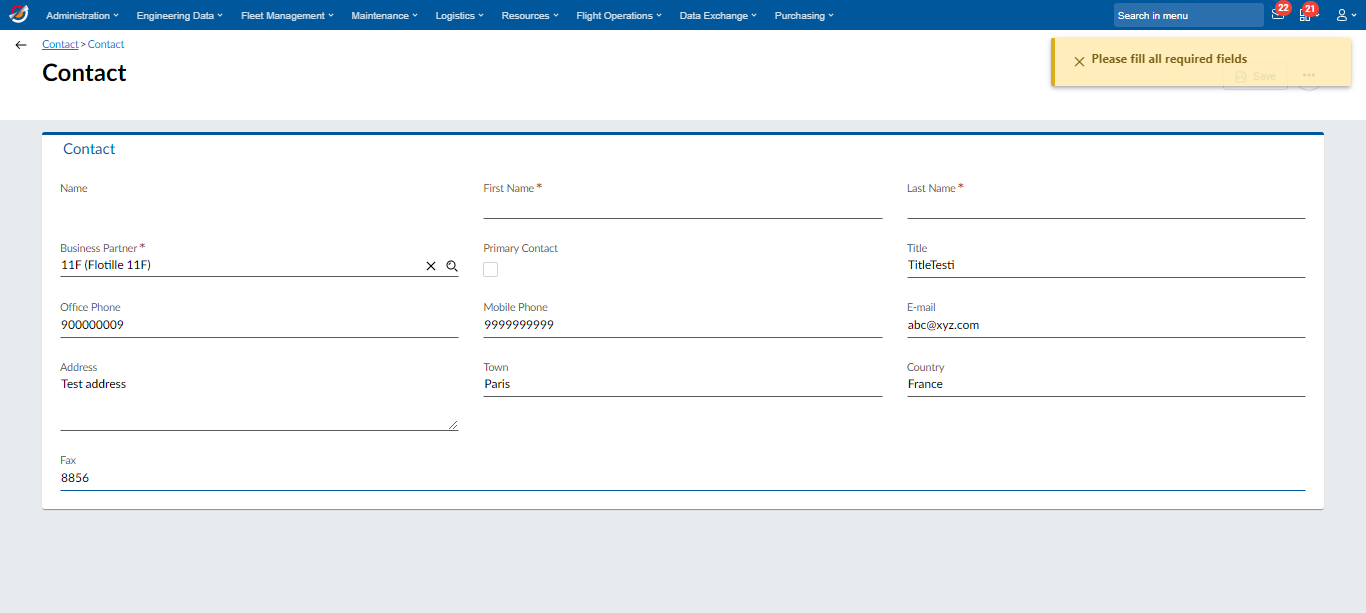 Administration Engineering Data Fleet Management Maintenance Logistics Resources Flight Operations Data Exchange Purchasing Search in menu 22 21
Contact > Contact
Contact
Please fill all required fields
Save
Contact
Name First Name * Last Name *
Business Partner * Primary Contact Title
11F (Flotille 11F) TitleTesti
Office Phone Mobile Phone E-mail
900000009 9999999999 abc@xyz.com
Address Town Country
Test address Paris France
Fax
8856